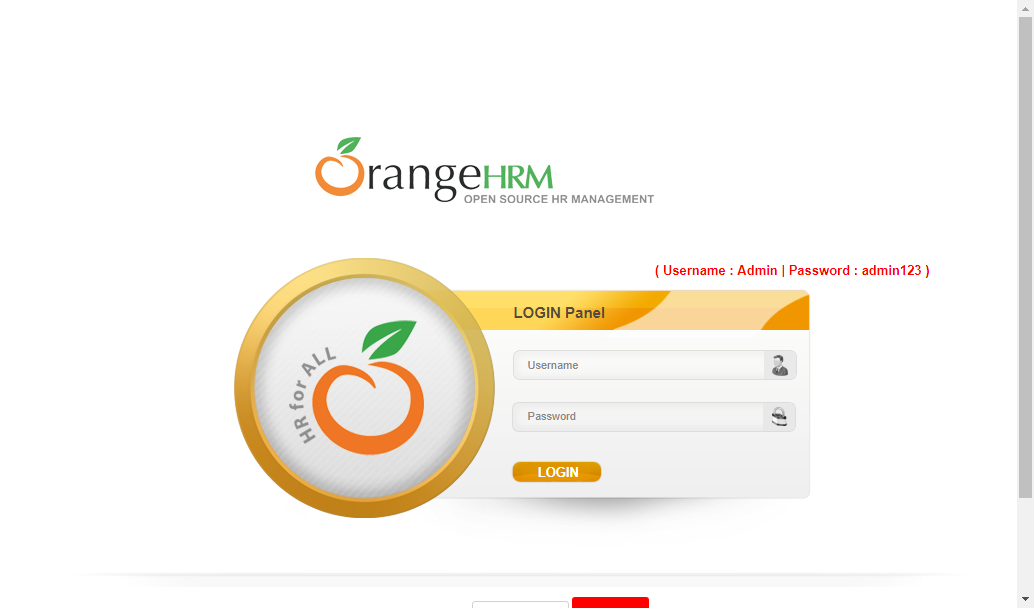 OrangeHRM
OPEN SOURCE HR MANAGEMENT
( Username : Admin | Password : admin123 )
LOGIN Panel
HR for ALL
Username
Password
LOGIN